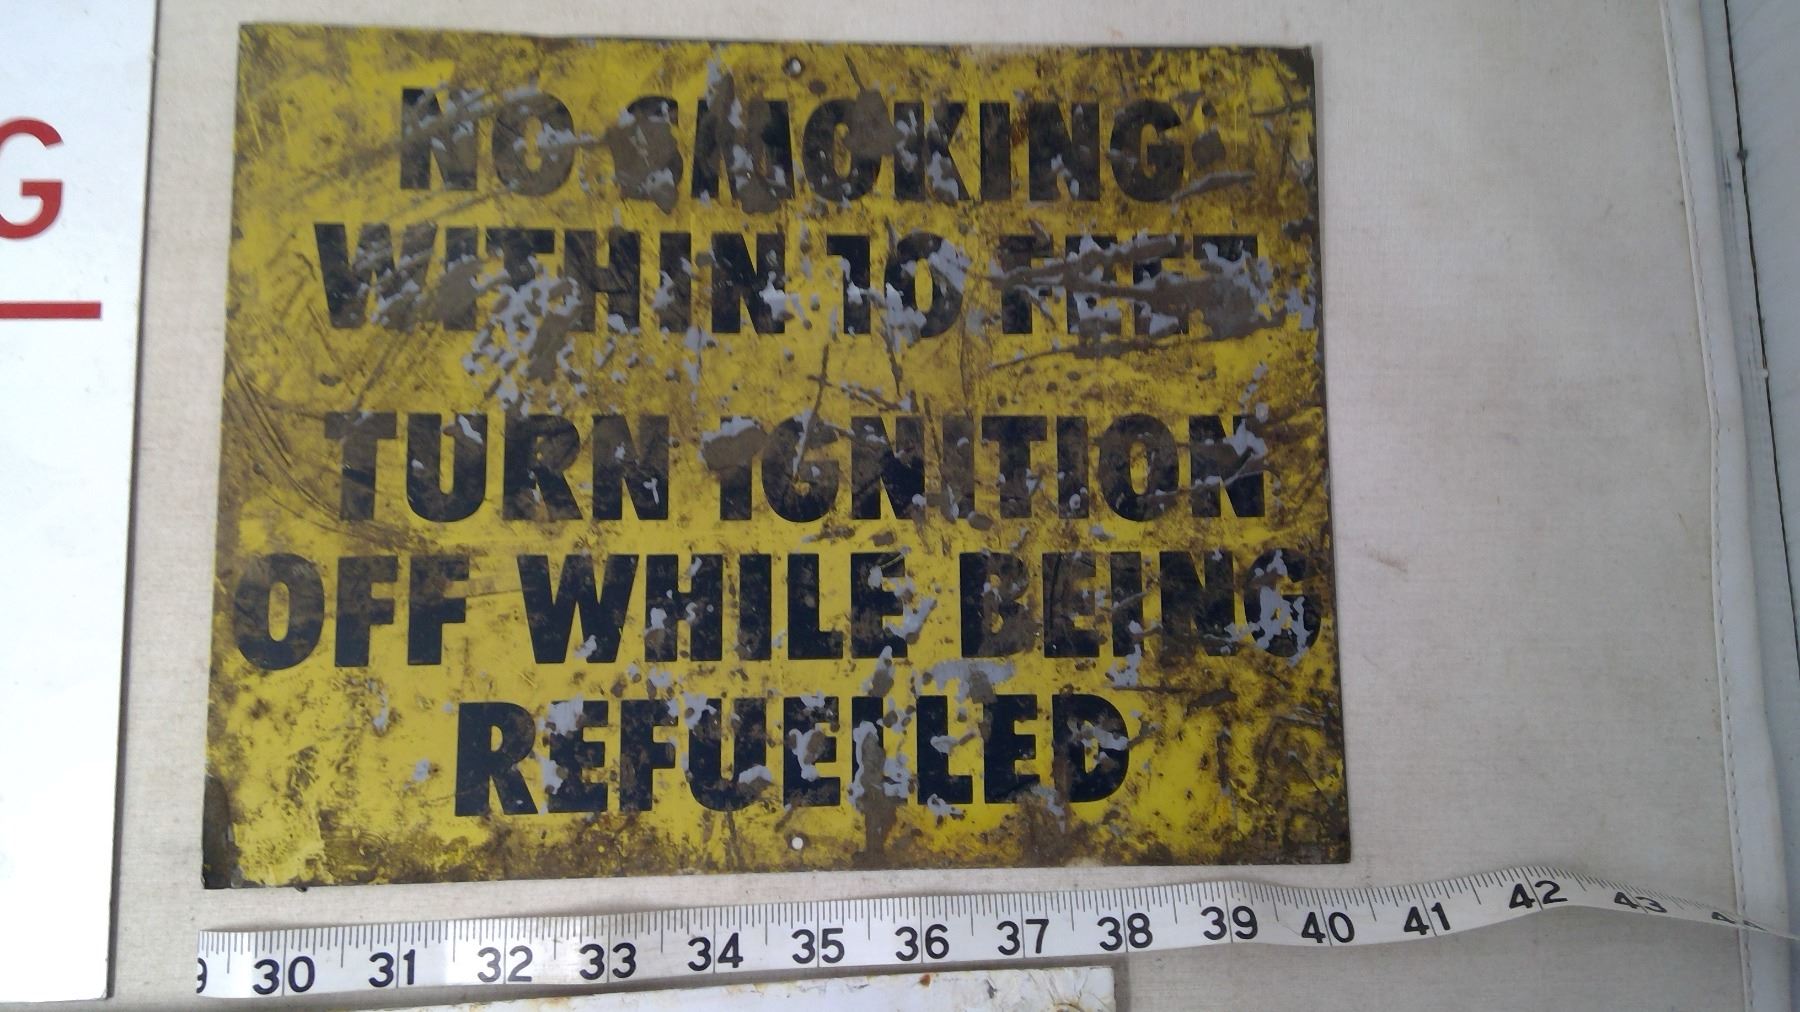 G
NO SMOKING
WITHIN 10 FEET
TURN IGNITION
OFF WHILE BEING
REFUELLED
9 30 31 32 33 34 35 36 37 38 39 40 41 42 43